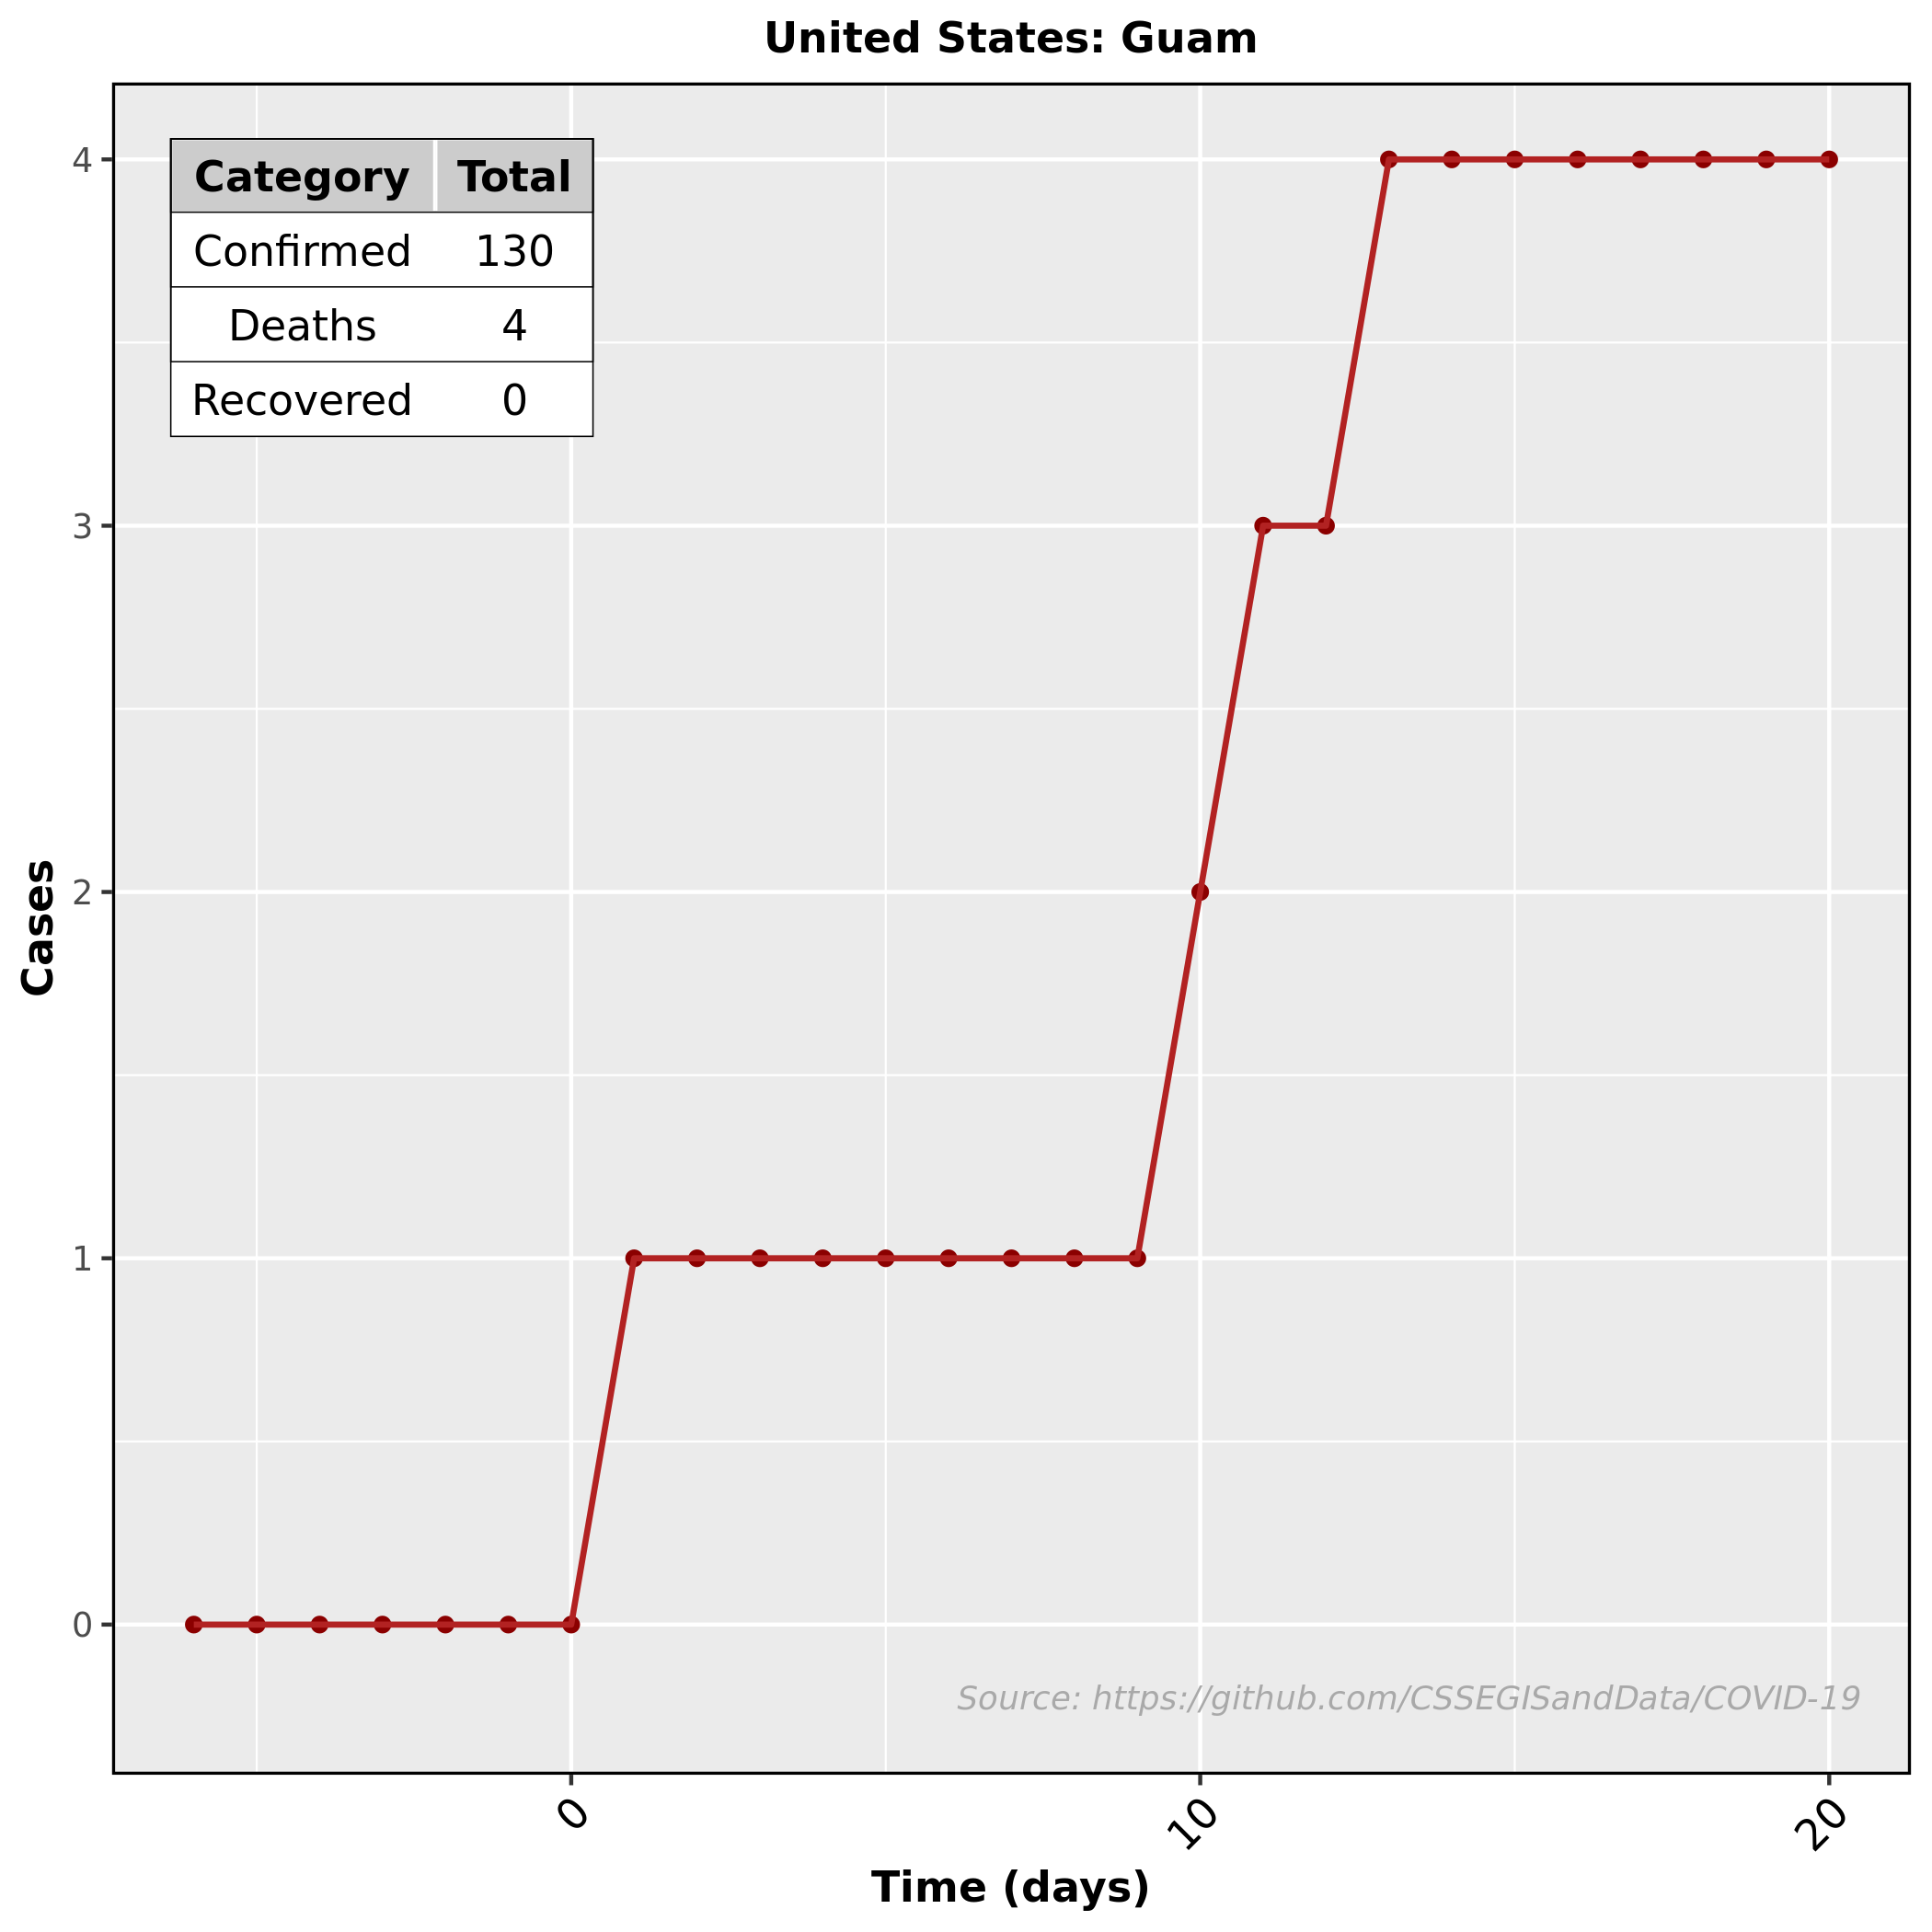 United States: Guam
Category Total
Confirmed 130
Deaths 4
Recovered 0
4
3
2
1
0
Cases
Source: https://github.com/CSSEGISandData/COVID-19
0 10 20
Time (days)